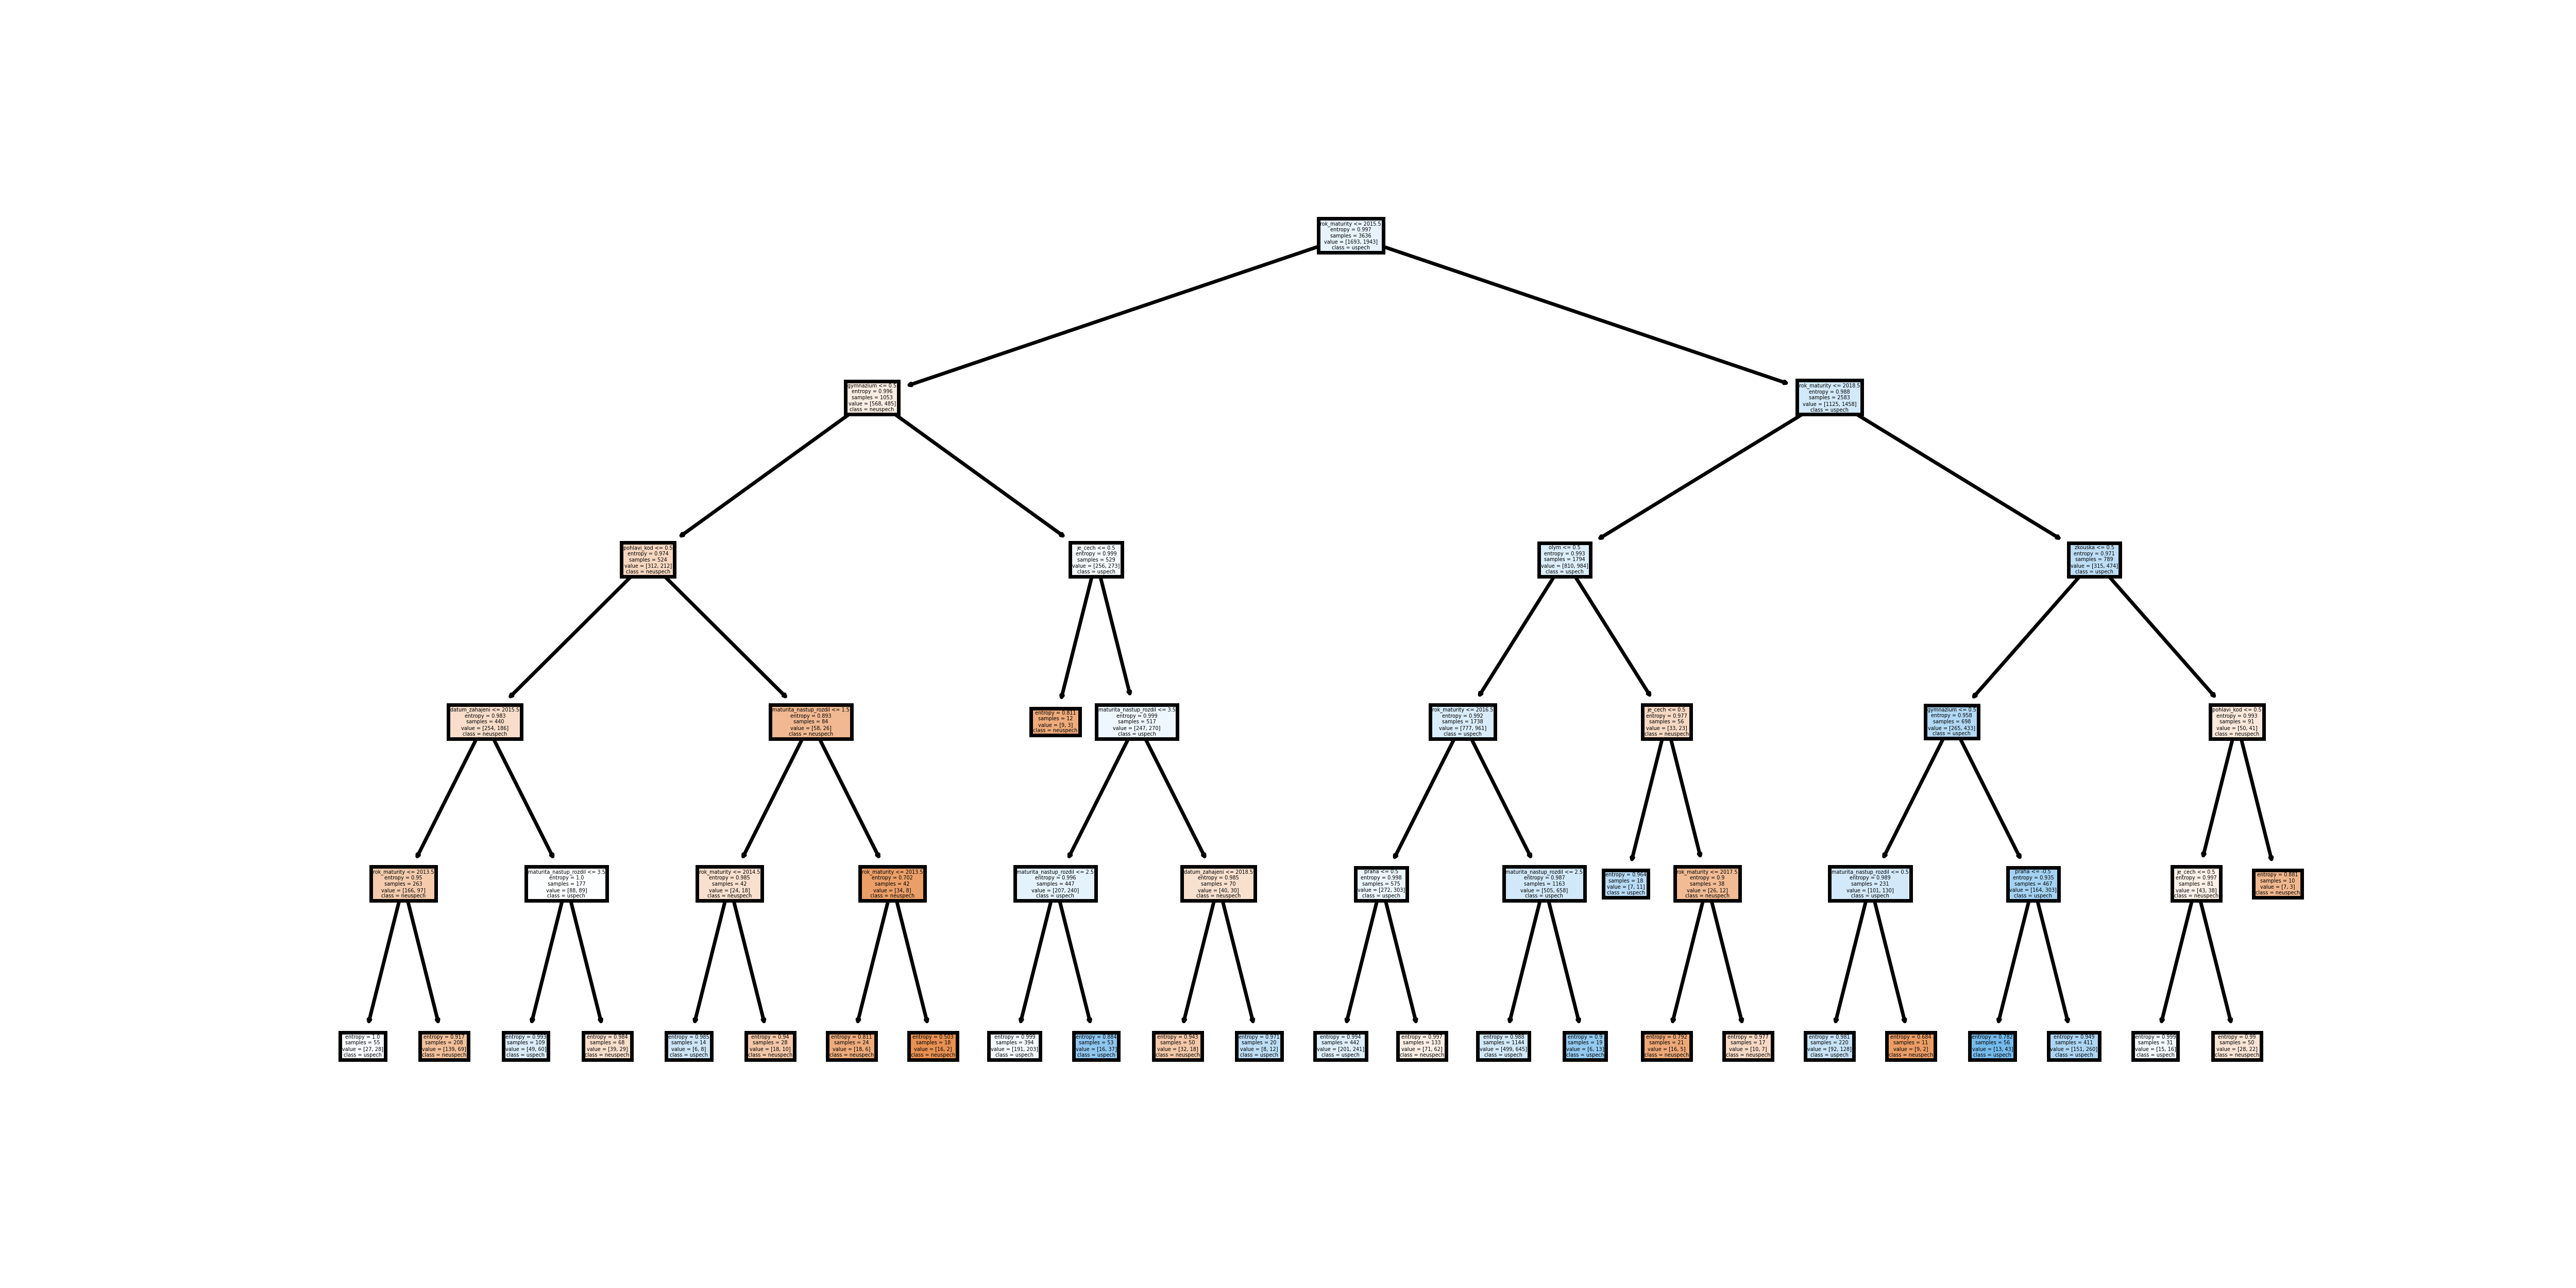 rok_maturity <= 2015.5
entropy = 0.997
samples = 3636
value = [1693, 1943]
class = uspech
gymnazium <= 0.5
entropy = 0.996
samples = 1053
value = [568, 485]
class = neuspech
rok_maturity <= 2018.5
entropy = 0.988
samples = 2583
value = [1125, 1458]
class = uspech
pohlavi_kod <= 0.5
entropy = 0.974
samples = 524
value = [312, 212]
class = neuspech
je_cech <= 0.5
entropy = 0.999
samples = 529
value = [256, 273]
class = uspech
olym <= 0.5
entropy = 0.993
samples = 1794
value = [810, 984]
class = uspech
zkouska <= 0.5
entropy = 0.971
samples = 789
value = [315, 474]
class = uspech
datum_zahajeni <= 2015.5
entropy = 0.983
samples = 440
value = [254, 186]
class = neuspech
maturita_nastup_rozdil <= 1.5
entropy = 0.893
samples = 84
value = [58, 26]
class = neuspech
entropy = 0.811
samples = 12
value = [9, 3]
class = neuspech
maturita_nastup_rozdil <= 3.5
entropy = 0.999
samples = 517
value = [247, 270]
class = uspech
rok_maturity <= 2016.5
entropy = 0.992
samples = 1738
value = [777, 961]
class = uspech
je_cech <= 0.5
entropy = 0.977
samples = 56
value = [33, 23]
class = neuspech
gymnazium <= 0.5
entropy = 0.958
samples = 698
value = [265, 433]
class = uspech
pohlavi_kod <= 0.5
entropy = 0.993
samples = 91
value = [50, 41]
class = neuspech
rok_maturity <= 2013.5
entropy = 0.95
samples = 263
value = [166, 97]
class = neuspech
maturita_nastup_rozdil <= 3.5
entropy = 1.0
samples = 177
value = [88, 89]
class = uspech
rok_maturity <= 2014.5
entropy = 0.985
samples = 42
value = [24, 18]
class = neuspech
rok_maturity <= 2013.5
entropy = 0.702
samples = 42
value = [34, 8]
class = neuspech
maturita_nastup_rozdil <= 2.5
entropy = 0.996
samples = 447
value = [207, 240]
class = uspech
datum_zahajeni <= 2018.5
entropy = 0.985
samples = 70
value = [40, 30]
class = neuspech
praha <= 0.5
entropy = 0.998
samples = 575
value = [272, 303]
class = uspech
maturita_nastup_rozdil <= 2.5
entropy = 0.987
samples = 1163
value = [505, 658]
class = uspech
entropy = 0.964
samples = 18
value = [7, 11]
class = uspech
rok_maturity <= 2017.5
entropy = 0.9
samples = 38
value = [26, 12]
class = neuspech
maturita_nastup_rozdil <= 0.5
entropy = 0.989
samples = 231
value = [101, 130]
class = uspech
praha <= -0.5
entropy = 0.935
samples = 467
value = [164, 303]
class = uspech
je_cech <= 0.5
entropy = 0.997
samples = 81
value = [43, 38]
class = neuspech
entropy = 0.881
samples = 10
value = [7, 3]
class = neuspech
entropy = 1.0
samples = 55
value = [27, 28]
class = uspech
entropy = 0.917
samples = 208
value = [139, 69]
class = neuspech
entropy = 0.993
samples = 109
value = [49, 60]
class = uspech
entropy = 0.984
samples = 68
value = [39, 29]
class = neuspech
entropy = 0.985
samples = 14
value = [6, 8]
class = uspech
entropy = 0.94
samples = 28
value = [18, 10]
class = neuspech
entropy = 0.811
samples = 24
value = [18, 6]
class = neuspech
entropy = 0.503
samples = 18
value = [16, 2]
class = neuspech
entropy = 0.999
samples = 394
value = [191, 203]
class = uspech
entropy = 0.884
samples = 53
value = [16, 37]
class = uspech
entropy = 0.943
samples = 50
value = [32, 18]
class = neuspech
entropy = 0.971
samples = 20
value = [8, 12]
class = uspech
entropy = 0.994
samples = 442
value = [201, 241]
class = uspech
entropy = 0.997
samples = 133
value = [71, 62]
class = neuspech
entropy = 0.988
samples = 1144
value = [499, 645]
class = uspech
entropy = 0.9
samples = 19
value = [6, 13]
class = uspech
entropy = 0.792
samples = 21
value = [16, 5]
class = neuspech
entropy = 0.977
samples = 17
value = [10, 7]
class = neuspech
entropy = 0.981
samples = 220
value = [92, 128]
class = uspech
entropy = 0.684
samples = 11
value = [9, 2]
class = neuspech
entropy = 0.782
samples = 56
value = [13, 43]
class = uspech
entropy = 0.949
samples = 411
value = [151, 260]
class = uspech
entropy = 0.999
samples = 31
value = [15, 16]
class = uspech
entropy = 0.99
samples = 50
value = [28, 22]
class = neuspech